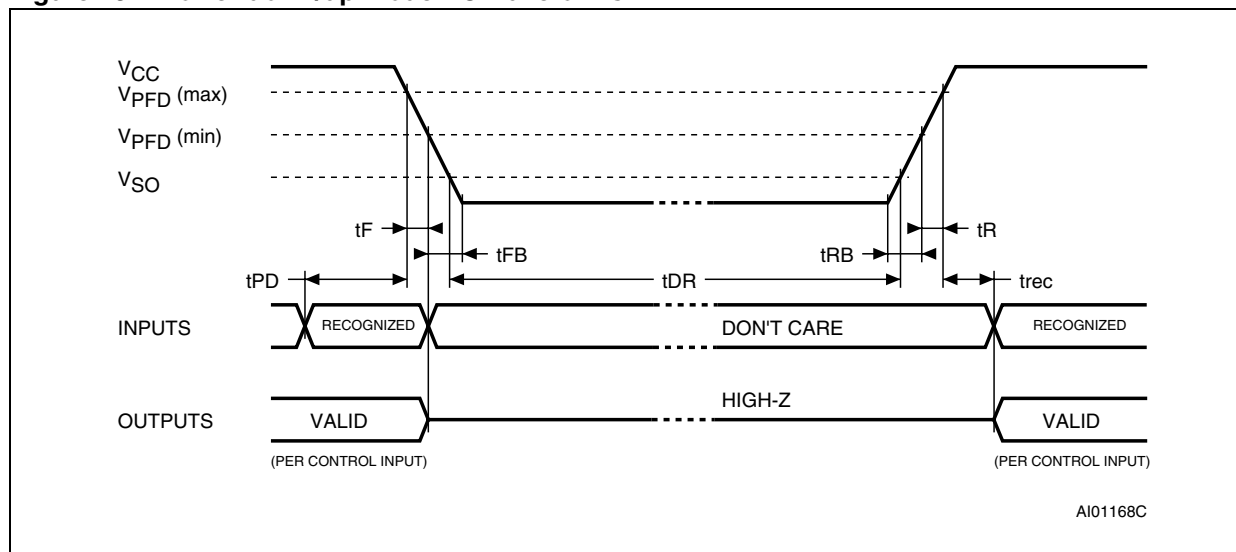 VCC
VPFD (max)
VPFD (min)
VSO
tF
tFB
tR
tRB
tPD
tDR
trec
INPUTS
RECOGNIZED
DON'T CARE
RECOGNIZED
HIGH-Z
OUTPUTS
VALID
VALID
(PER CONTROL INPUT)
(PER CONTROL INPUT)
AI01168C